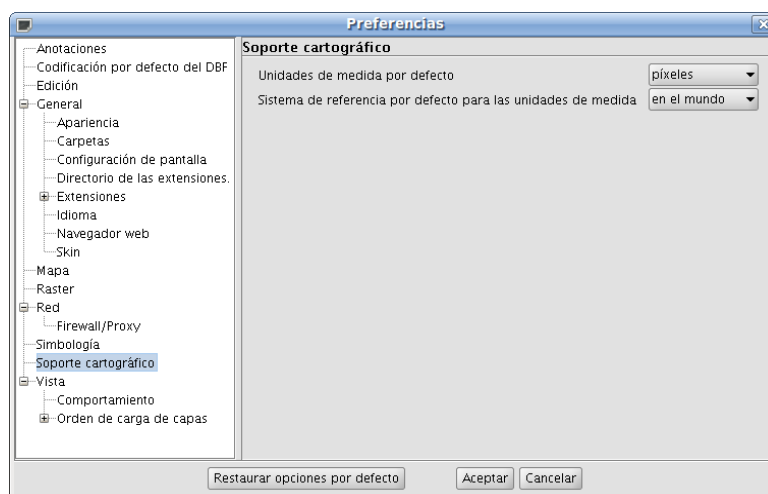 Preferencias
Anotaciones
Codificación por defecto del DBF
Edición
General
Apariencia
Carpetas
Configuración de pantalla
Directorio de las extensiones.
Extensiones
Idioma
Navegador web
Skin
Mapa
Raster
Red
Firewall/Proxy
Simbología
Soporte cartográfico
Vista
Comportamiento
Orden de carga de capas
Soporte cartográfico
Unidades de medida por defecto píxeles
Sistema de referencia por defecto para las unidades de medida en el mundo
Restaurar opciones por defecto Aceptar Cancelar